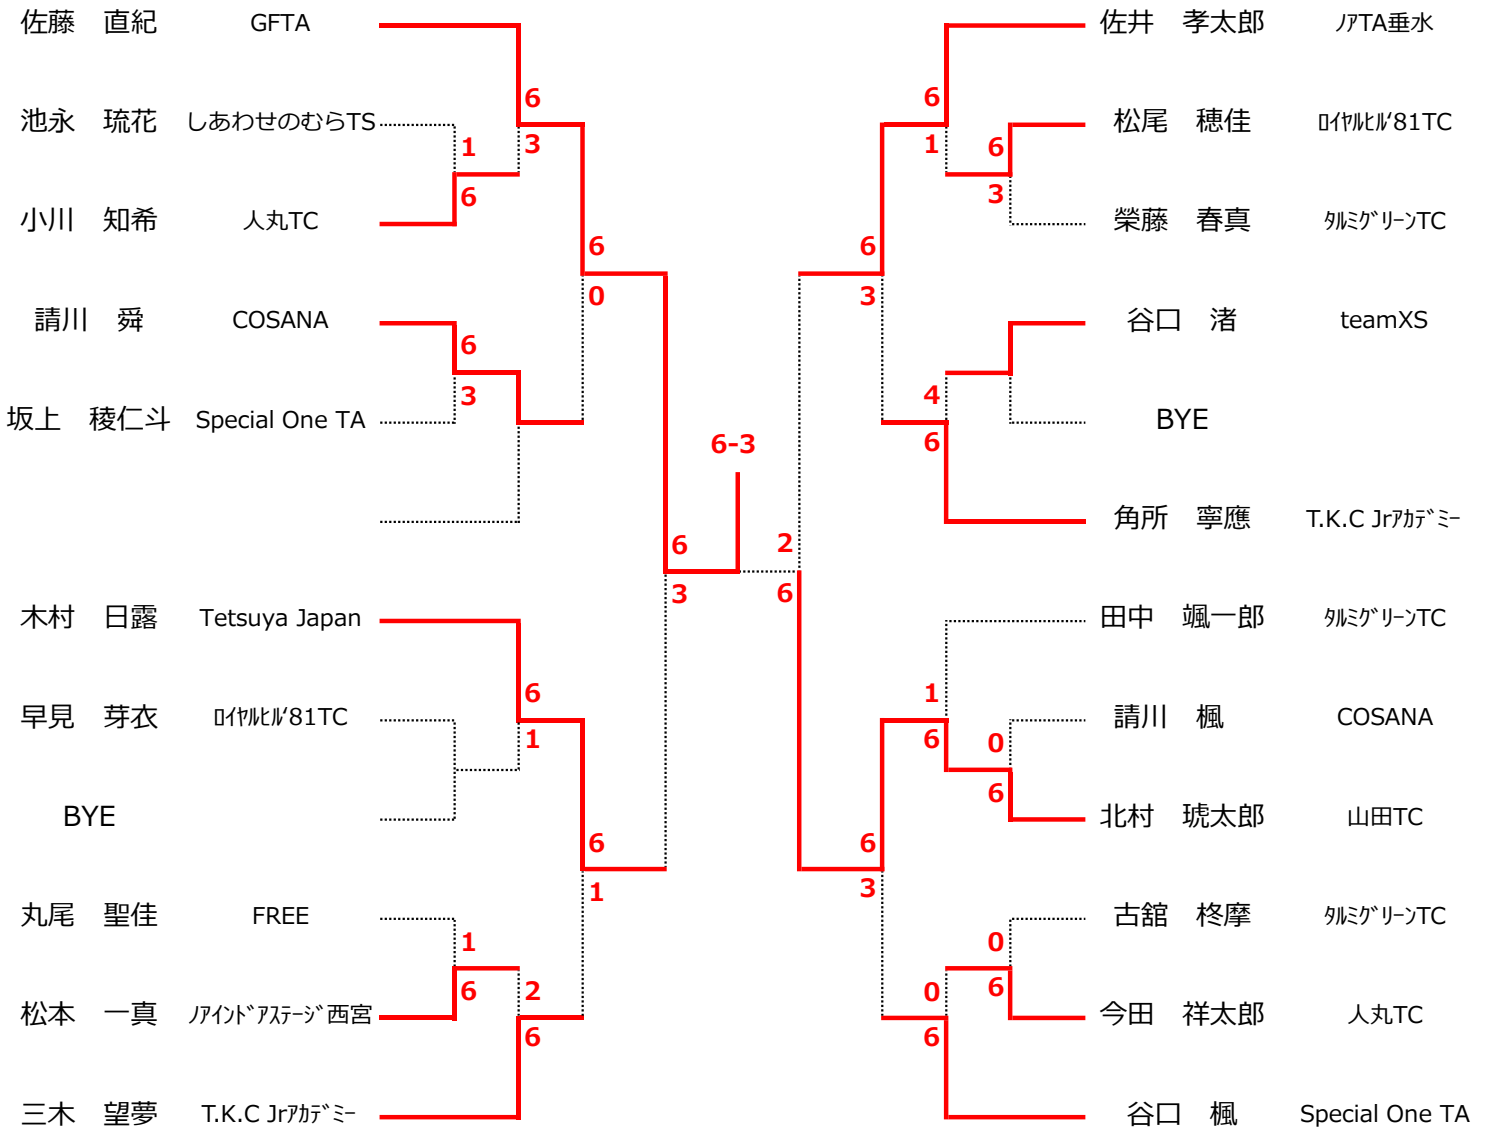 佐藤　直紀 GFTA
6
池永　琉花 しあわせのむらTS
1 3
6
小川　知希 人丸TC
6
0
請川　舜 COSANA
6
3
坂上　稜仁斗 Special One TA
6
3
木村　日露 Tetsuya Japan
6
早見　芽衣 ﾛｲﾔﾙﾋﾙ'81TC
1
BYE
6
1
丸尾　聖佳 FREE
1
6 2
松本　一真 ﾉｱｲﾝﾄﾞｱｽﾃｰｼﾞ西宮
6
三木　望夢 T.K.C Jrｱｶﾃﾞﾐｰ
6-3
佐井　孝太郎 ﾉｱTA垂水
6
松尾　穂佳 ﾛｲﾔﾙﾋﾙ'81TC
1 6
3
榮藤　春真 ﾀﾙﾐｸﾞﾘｰﾝTC
6
3
谷口　渚 teamXS
4
BYE
6
角所　寧應 T.K.C Jrｱｶﾃﾞﾐｰ
2
6
田中　颯一郎 ﾀﾙﾐｸﾞﾘｰﾝTC
1
請川　楓 COSANA
6 0
6
北村　琥太郎 山田TC
6
3
古舘　柊摩 ﾀﾙﾐｸﾞﾘｰﾝTC
0
0 6
今田　祥太郎 人丸TC
6
谷口　楓 Special One TA